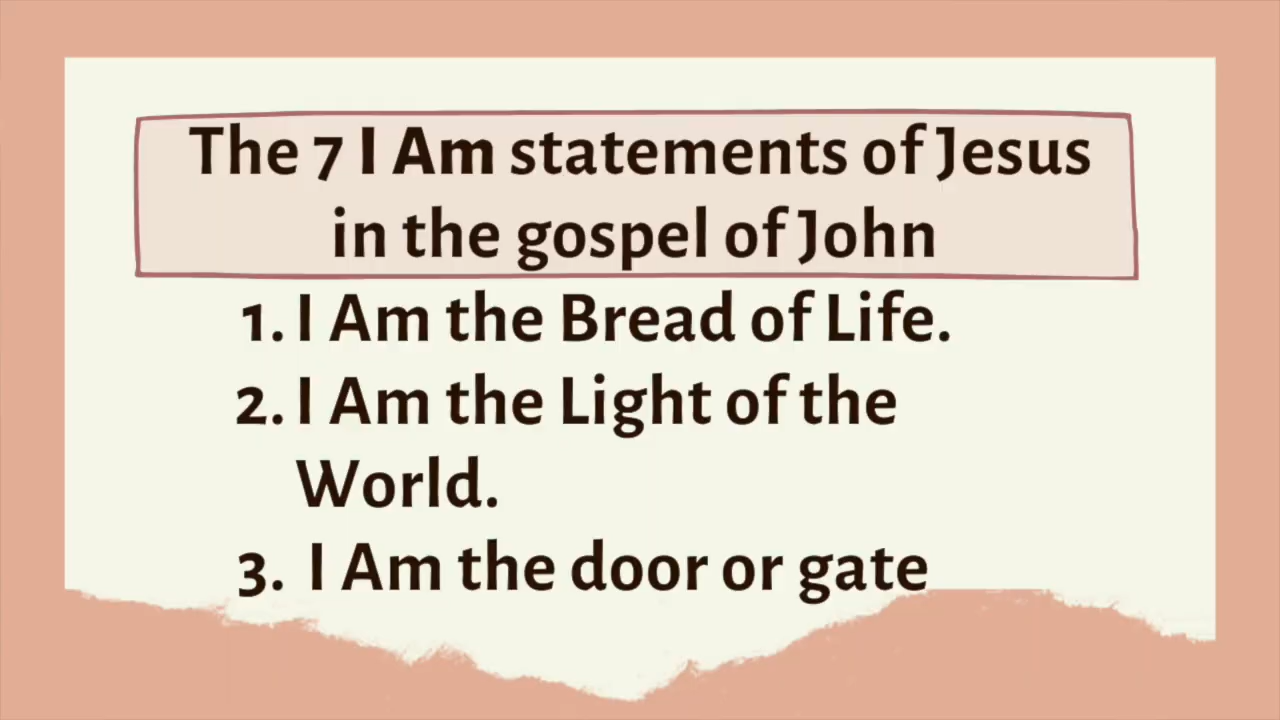 The 7 I Am statements of Jesus
in the gospel of John
1. I Am the Bread of Life.
2. I Am the Light of the
World.
3. I Am the door or gate